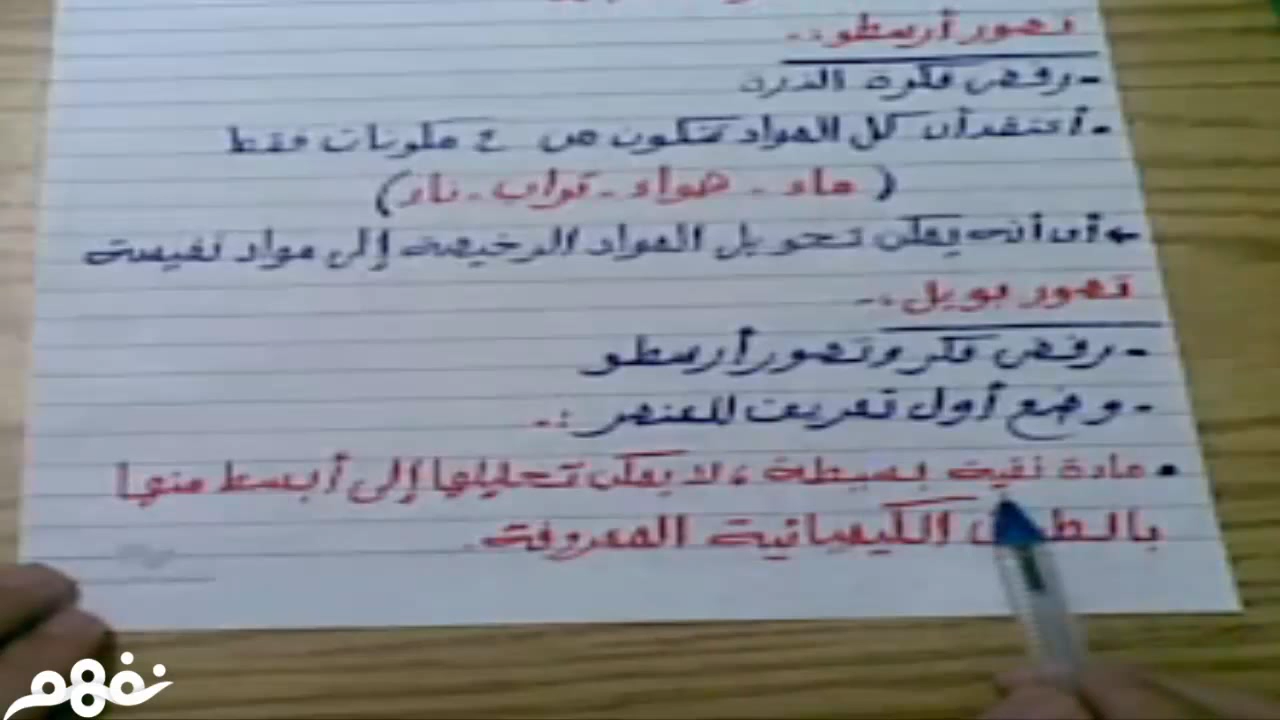 تصور أرسطو :-
- رفض فكرة الذرة
- أعتقد أن كل المواد تتكون من ٤ مكونات فقط
( ماء - هواء - تراب - نار )
← أى أنه يمكن تحويل المواد الرخيصة إلى مواد نفيسة
تصور بويل :-
- رفض فكر وتصور أرسطو
- وضع أول تعريف للعنصر :-
• مادة نقية بسيطة ، لا يمكن تحليلها إلى أبسط منها
بالطرق الكيميائية المعروفة .
نفهم